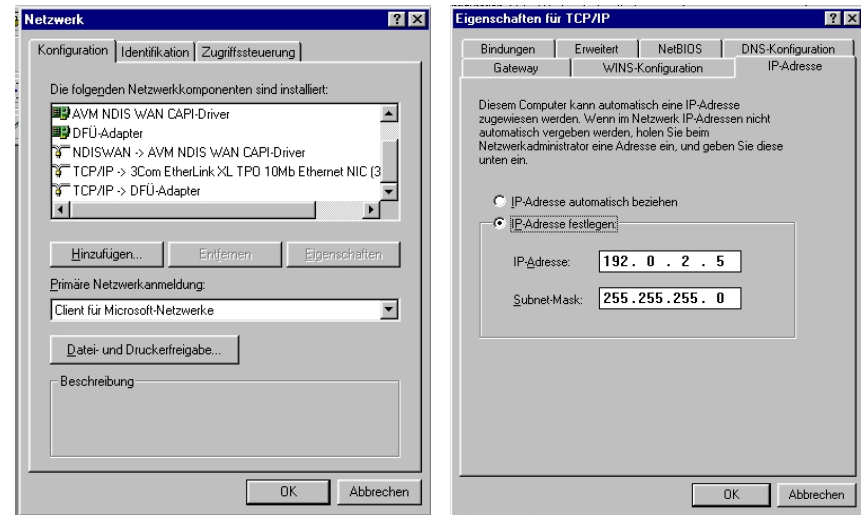 Netzwerk
Konfiguration Identifikation Zugriffssteuerung
Die folgenden Netzwerkkomponenten sind installiert:
AVM NDIS WAN CAPI-Driver
DFÜ-Adapter
NDISWAN -> AVM NDIS WAN CAPI-Driver
TCP/IP -> 3Com EtherLink XL TPO 10Mb Ethernet NIC (3
TCP/IP -> DFÜ-Adapter
Hinzufügen... Entfernen Eigenschaften
Primäre Netzwerkanmeldung:
Client für Microsoft-Netzwerke
Datei- und Druckerfreigabe...
Beschreibung
OK Abbrechen
Eigenschaften für TCP/IP
Bindungen Erweitert NetBIOS DNS-Konfiguration
Gateway WINS-Konfiguration IP-Adresse
Diesem Computer kann automatisch eine IP-Adresse
zugewiesen werden. Wenn im Netzwerk IP-Adressen nicht
automatisch vergeben werden, holen Sie beim
Netzwerkadministrator eine Adresse ein, und geben Sie diese
unten ein.
IP-Adresse automatisch beziehen
IP-Adresse festlegen:
IP-Adresse: 192. 0 . 2 . 5
Subnet-Mask: 255.255.255. 0
OK Abbrechen